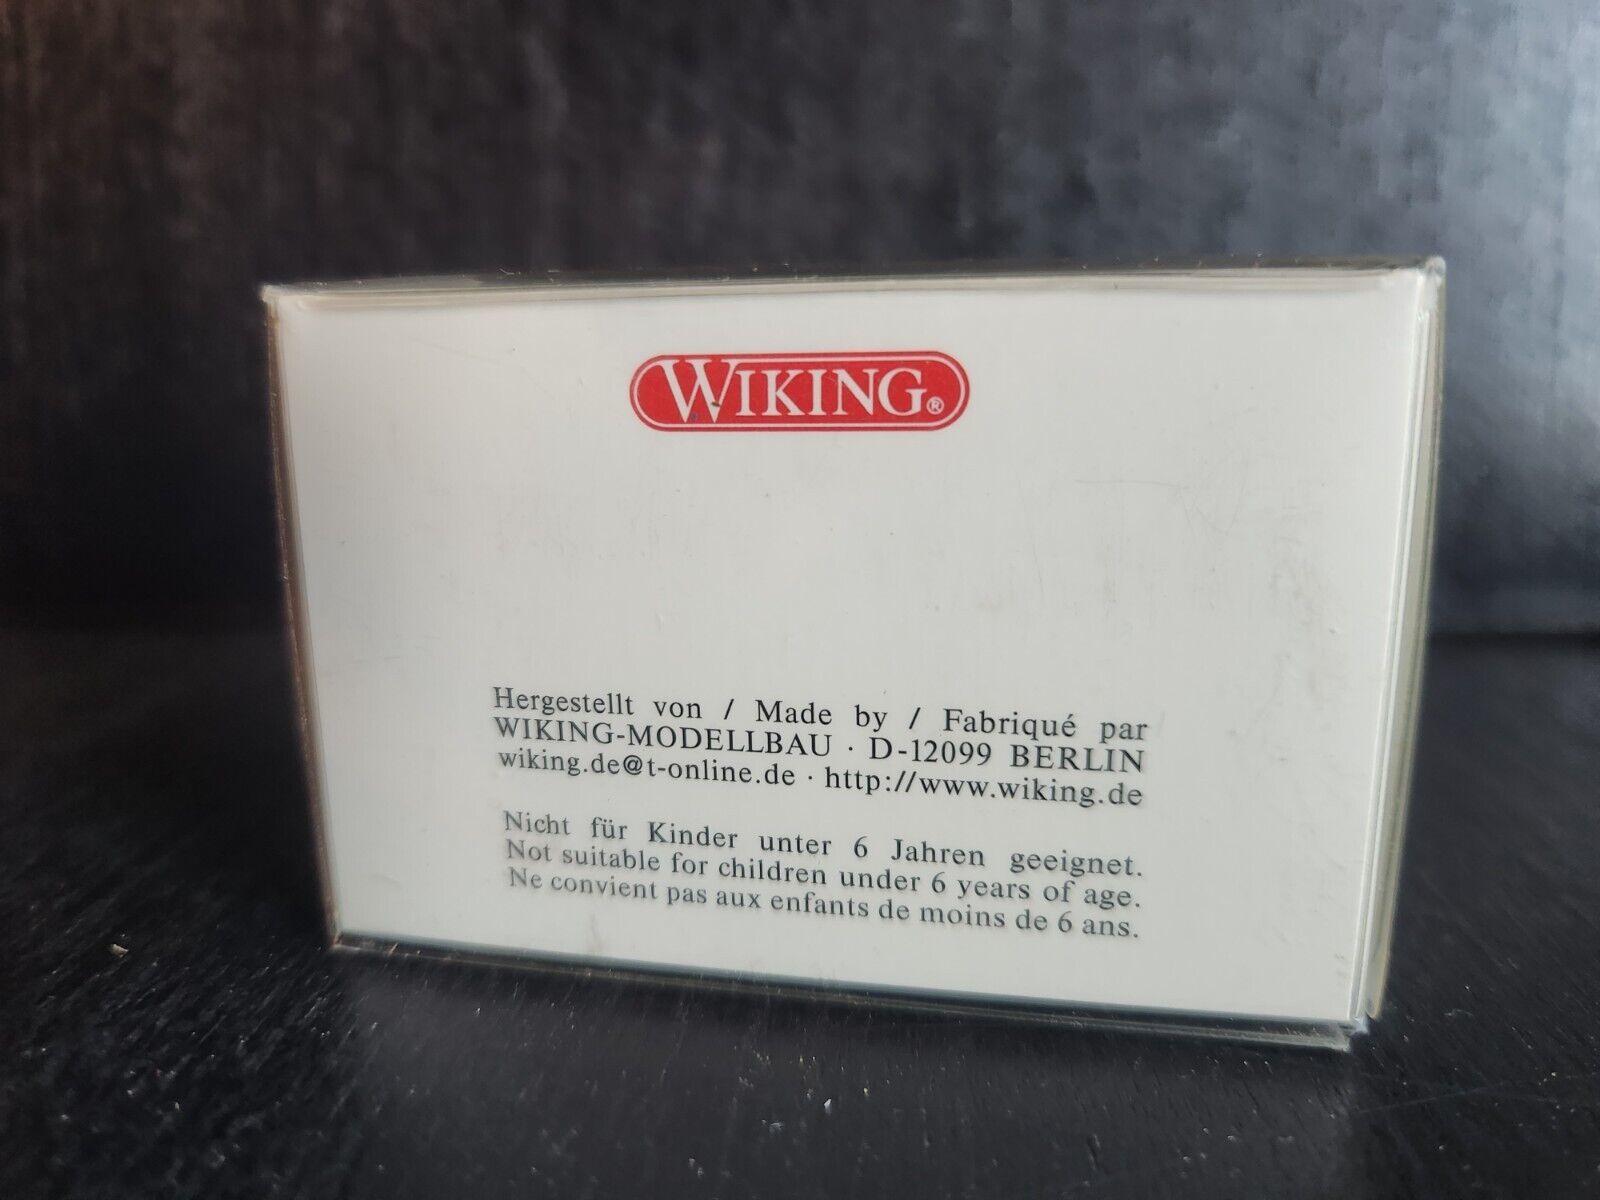 WIKING®
Hergestellt von / Made by / Fabriqué par
WIKING-MODELLBAU · D-12099 BERLIN
wiking.de@t-online.de · http://www.wiking.de
Nicht für Kinder unter 6 Jahren geeignet.
Not suitable for children under 6 years of age.
Ne convient pas aux enfants de moins de 6 ans.